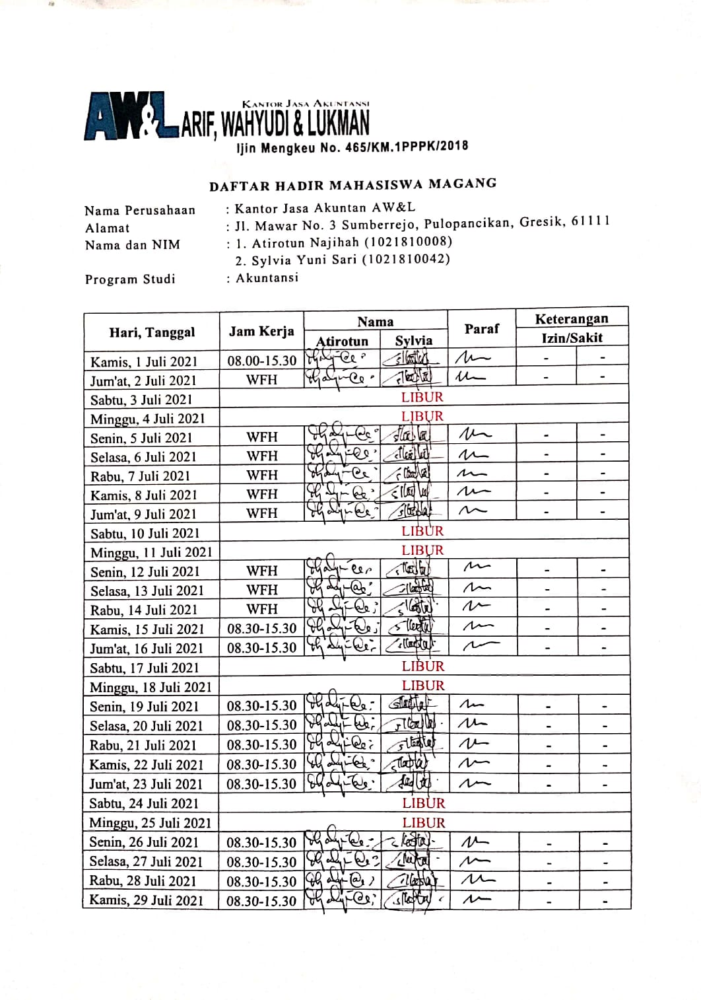 AW&L
KANTOR JASA AKUNTANSI
ARIF, WAHYUDI & LUKMAN
Ijin Mengkeu No. 465/KM.1PPPK/2018
DAFTAR HADIR MAHASISWA MAGANG
Nama Perusahaan : Kantor Jasa Akuntan AW&L
Alamat : Jl. Mawar No. 3 Sumberrejo, Pulopancikan, Gresik, 61111
Nama dan NIM : 1. Atirotun Najihah (1021810008)
2. Sylvia Yuni Sari (1021810042)
Program Studi : Akuntansi
Hari, Tanggal Jam Kerja Nama Paraf Keterangan
Atirotun Sylvia Izin/Sakit
Kamis, 1 Juli 2021 08.00-15.30 - -
Jum'at, 2 Juli 2021 WFH - -
Sabtu, 3 Juli 2021 LIBUR
Minggu, 4 Juli 2021 LIBUR
Senin, 5 Juli 2021 WFH - -
Selasa, 6 Juli 2021 WFH - -
Rabu, 7 Juli 2021 WFH - -
Kamis, 8 Juli 2021 WFH - -
Jum'at, 9 Juli 2021 WFH - -
Sabtu, 10 Juli 2021 LIBUR
Minggu, 11 Juli 2021 LIBUR
Senin, 12 Juli 2021 WFH - -
Selasa, 13 Juli 2021 WFH - -
Rabu, 14 Juli 2021 WFH - -
Kamis, 15 Juli 2021 08.30-15.30 - -
Jum'at, 16 Juli 2021 08.30-15.30 - -
Sabtu, 17 Juli 2021 LIBUR
Minggu, 18 Juli 2021 LIBUR
Senin, 19 Juli 2021 08.30-15.30 - -
Selasa, 20 Juli 2021 08.30-15.30 - -
Rabu, 21 Juli 2021 08.30-15.30 - -
Kamis, 22 Juli 2021 08.30-15.30 - -
Jum'at, 23 Juli 2021 08.30-15.30 - -
Sabtu, 24 Juli 2021 LIBUR
Minggu, 25 Juli 2021 LIBUR
Senin, 26 Juli 2021 08.30-15.30 - -
Selasa, 27 Juli 2021 08.30-15.30 - -
Rabu, 28 Juli 2021 08.30-15.30 - -
Kamis, 29 Juli 2021 08.30-15.30 - -